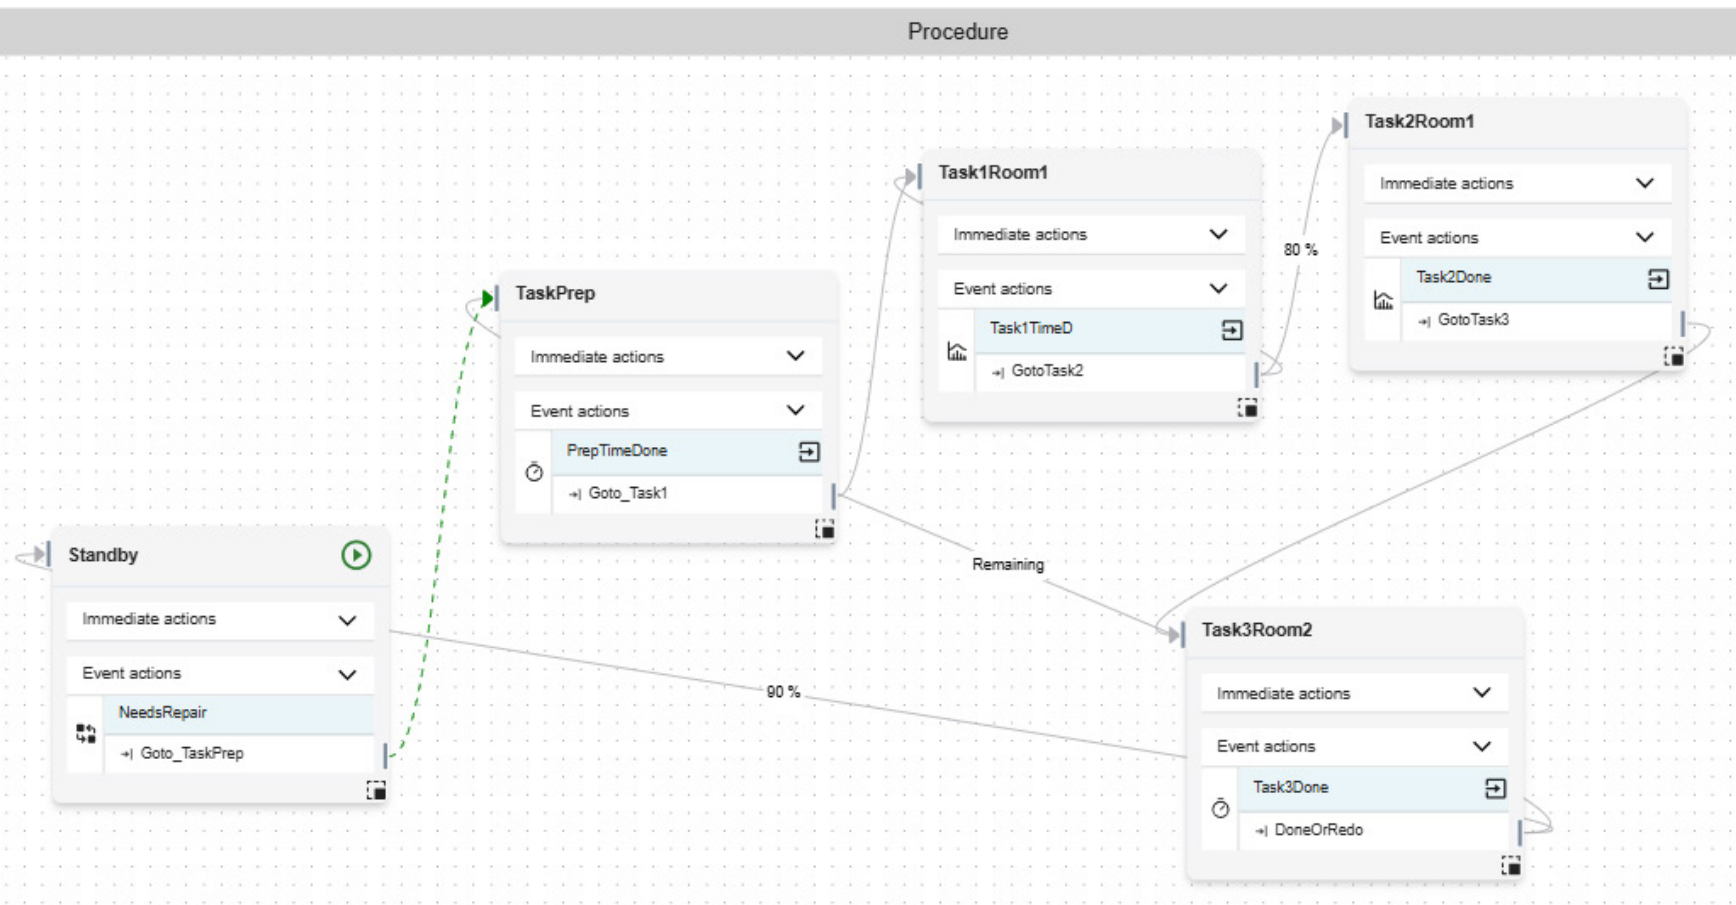 Procedure
Task2Room1
Immediate actions
Event actions
Task2Done
GotoTask3
Task1Room1
Immediate actions
Event actions
Task1TimeD
GotoTask2
80 %
TaskPrep
Immediate actions
Event actions
PrepTimeDone
Goto_Task1
Remaining
Standby
Immediate actions
Event actions
NeedsRepair
Goto_TaskPrep
90 %
Task3Room2
Immediate actions
Event actions
Task3Done
DoneOrRedo